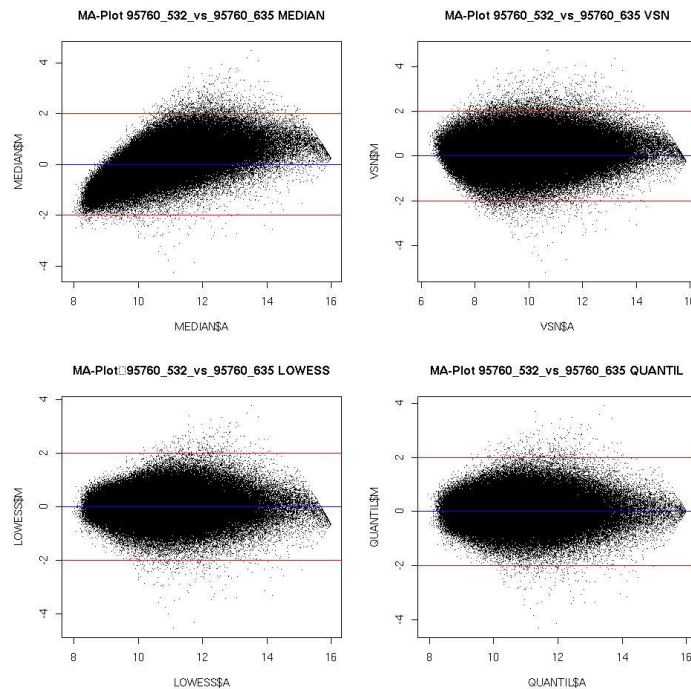 MA-Plot 95760_532_vs_95760_635 MEDIAN
4
2
0
-2
-4
MEDIAN$M
8 10 12 14 16
MEDIAN$A
MA-Plot 95760_532_vs_95760_635 VSN
4
2
0
-2
-4
VSN$M
6 8 10 12 14 16
VSN$A
MA-Plot□95760_532_vs_95760_635 LOWESS
4
2
0
-2
-4
LOWESS$M
8 10 12 14 16
LOWESS$A
MA-Plot 95760_532_vs_95760_635 QUANTIL
4
2
0
-2
-4
QUANTIL$M
8 10 12 14 16
QUANTIL$A